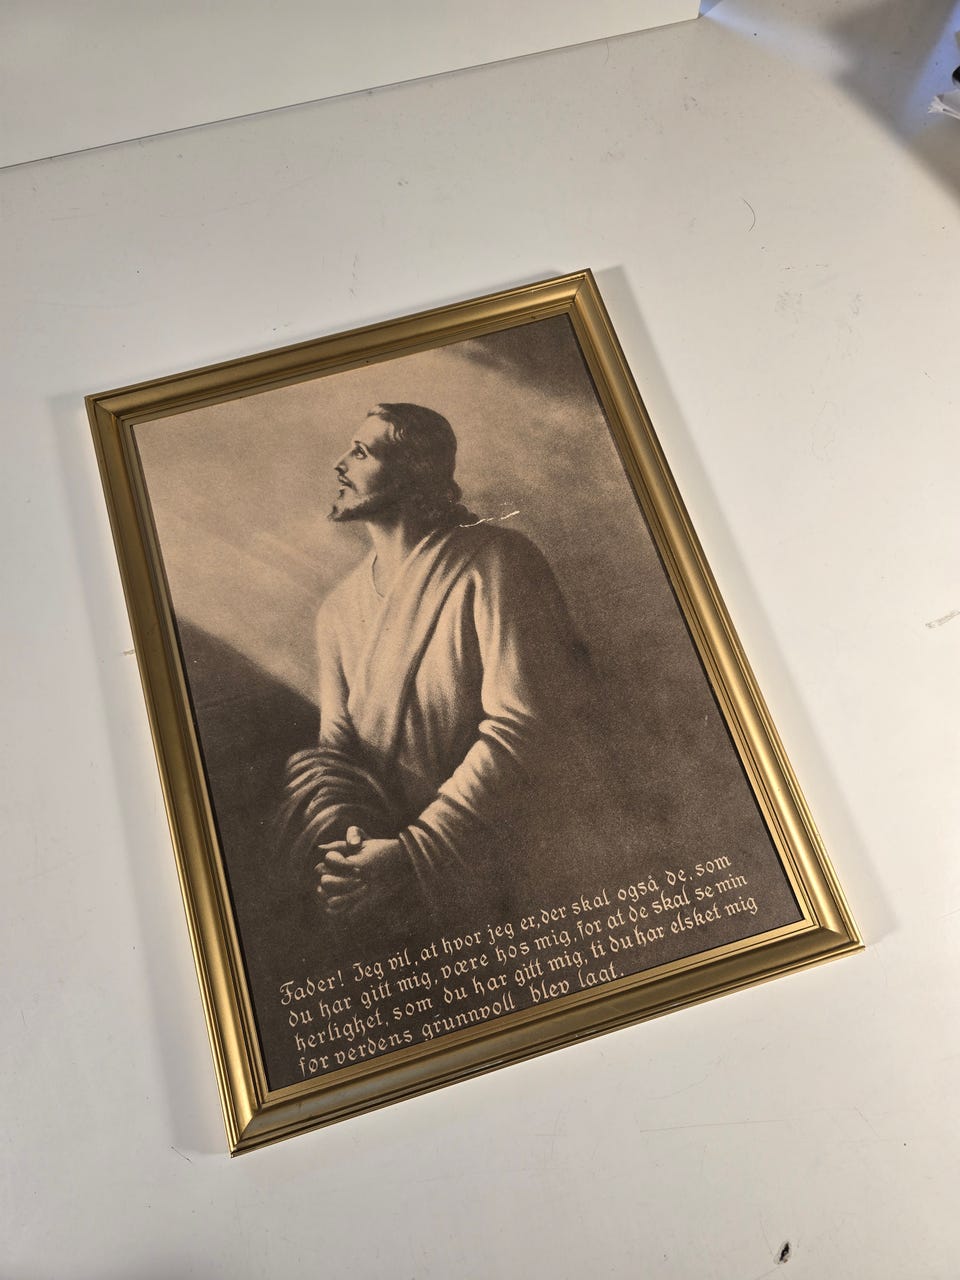 Fader! Jeg vil, at hvor jeg er, der skal også de, som
du har gitt mig, være hos mig, for at de skal se min
herlighet, som du har gitt mig, ti du har elsket mig
før verdens grunnvoll blev lagt.